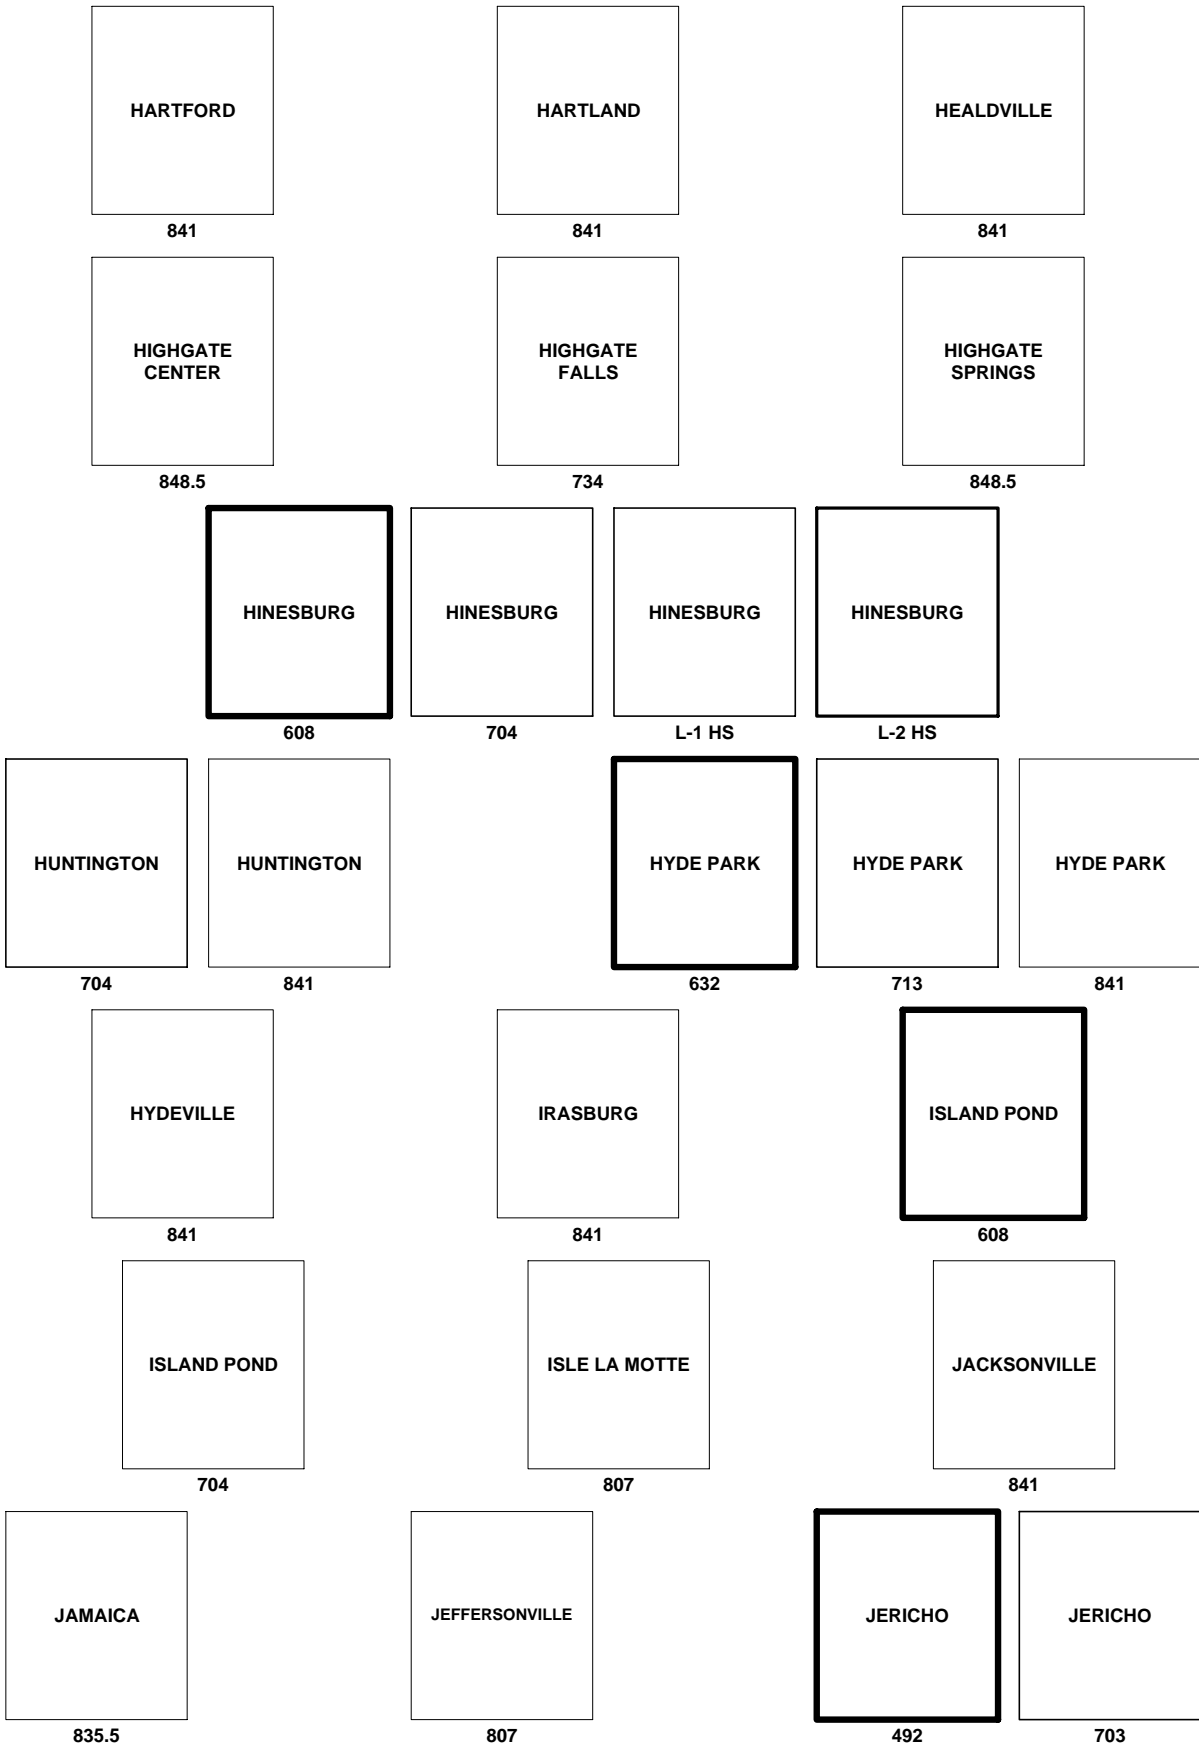 HARTFORD
HARTLAND
HEALDVILLE
841
841
841
HIGHGATE
CENTER
HIGHGATE
FALLS
HIGHGATE
SPRINGS
848.5
734
848.5
HINESBURG
HINESBURG
HINESBURG
HINESBURG
608
704
L-1 HS
L-2 HS
HUNTINGTON
HUNTINGTON
HYDE PARK
HYDE PARK
HYDE PARK
704
841
632
713
841
HYDEVILLE
IRASBURG
ISLAND POND
841
841
608
ISLAND POND
ISLE LA MOTTE
JACKSONVILLE
704
807
841
JAMAICA
JEFFERSONVILLE
JERICHO
JERICHO
835.5
807
492
703